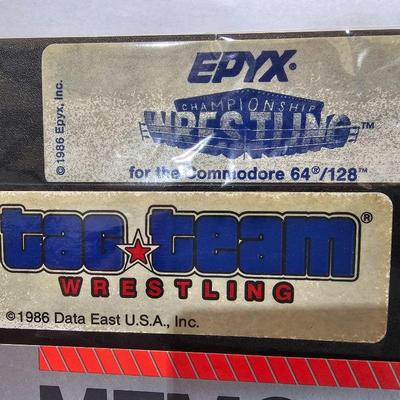 EPYX®
CHAMPIONSHIP
WRESTLING™
for the Commodore 64®/128™
© 1986 Epyx, Inc.
tag★team®
WRESTLING
©1986 Data East U.S.A., Inc.